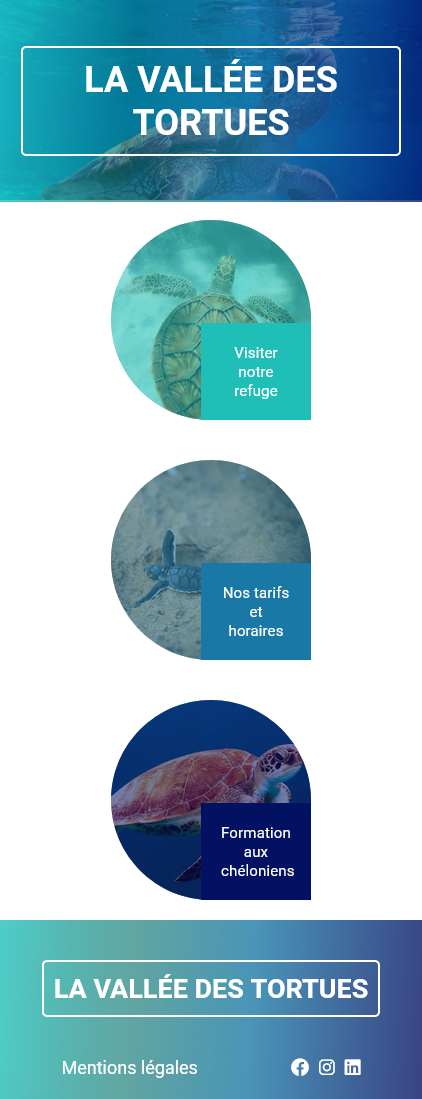 LA VALLÉE DES
TORTUES
Visiter
notre
refuge
Nos tarifs
et
horaires
Formation
aux
chéloniens
LA VALLÉE DES TORTUES
Mentions légales